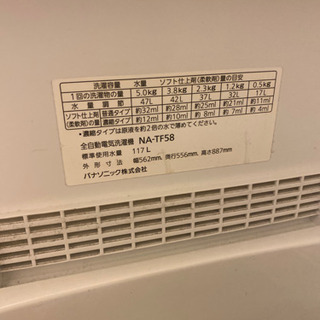 洗濯容量 水量 ソフト仕上剤(柔軟剤)量の目安
1回の洗濯物の量 5.0kg 3.8kg 2.3kg 1.2kg 0.5kg
水量調節 47L 42L 37L 32L 17L
ソフト仕上剤(柔軟剤) 普通タイプ 約32ml 約28ml 約25ml 約21ml 約11ml
濃縮タイプ 約12ml 約10ml 約8ml 約7ml 約4ml
●濃縮タイプは原液を約2倍の水で薄めてください。
全自動電気洗濯機 NA-TF58
標準使用水量 117L
外形寸法 幅562mm, 奥行556mm, 高さ887mm
パナソニック株式会社